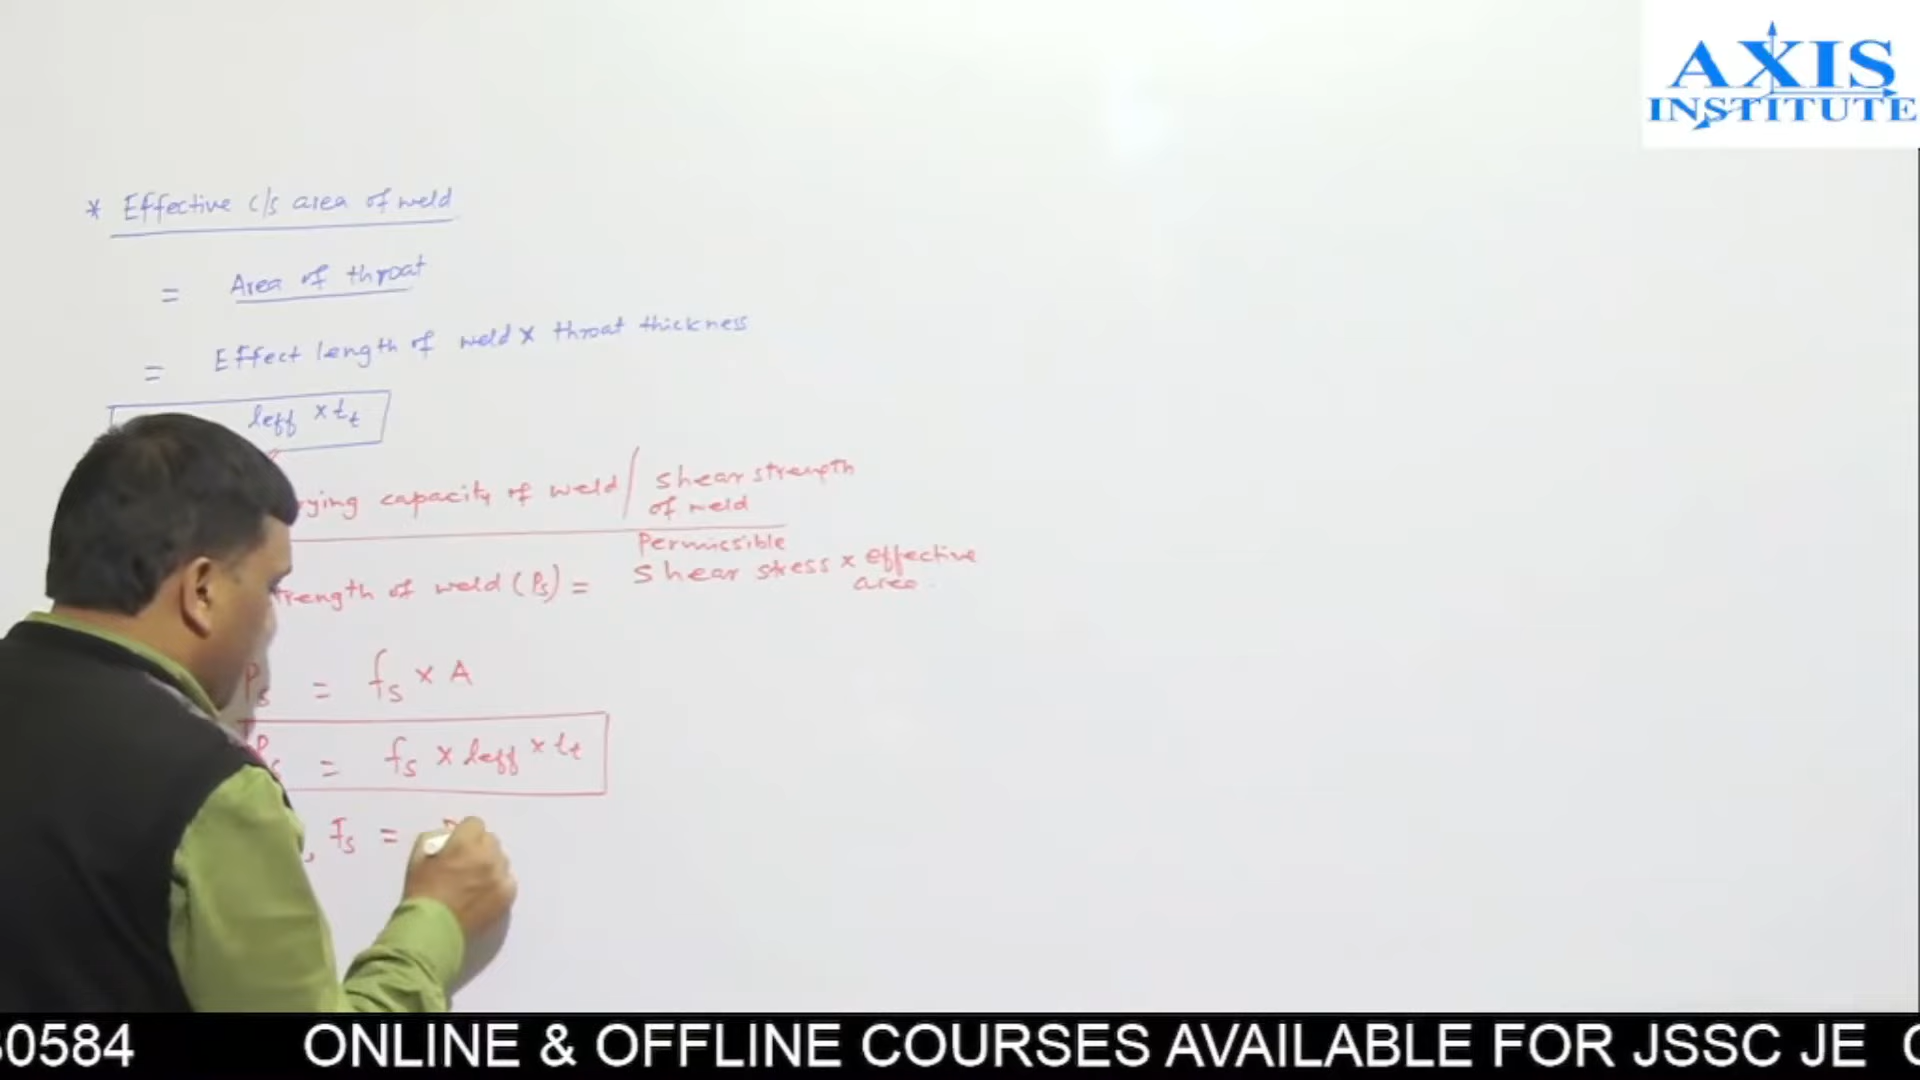 AXIS
INSTITUTE
* Effective c/s area of weld
= Area of throat
= Effect length of weld x throat thickness
leff x tt
capacity of weld / shear strength
of weld
Permissible
of weld (Ps) = shear stress x effective
area.
Ps = fs x A
= fs x leff x tt
, fs =
30584 ONLINE & OFFLINE COURSES AVAILABLE FOR JSSC JE